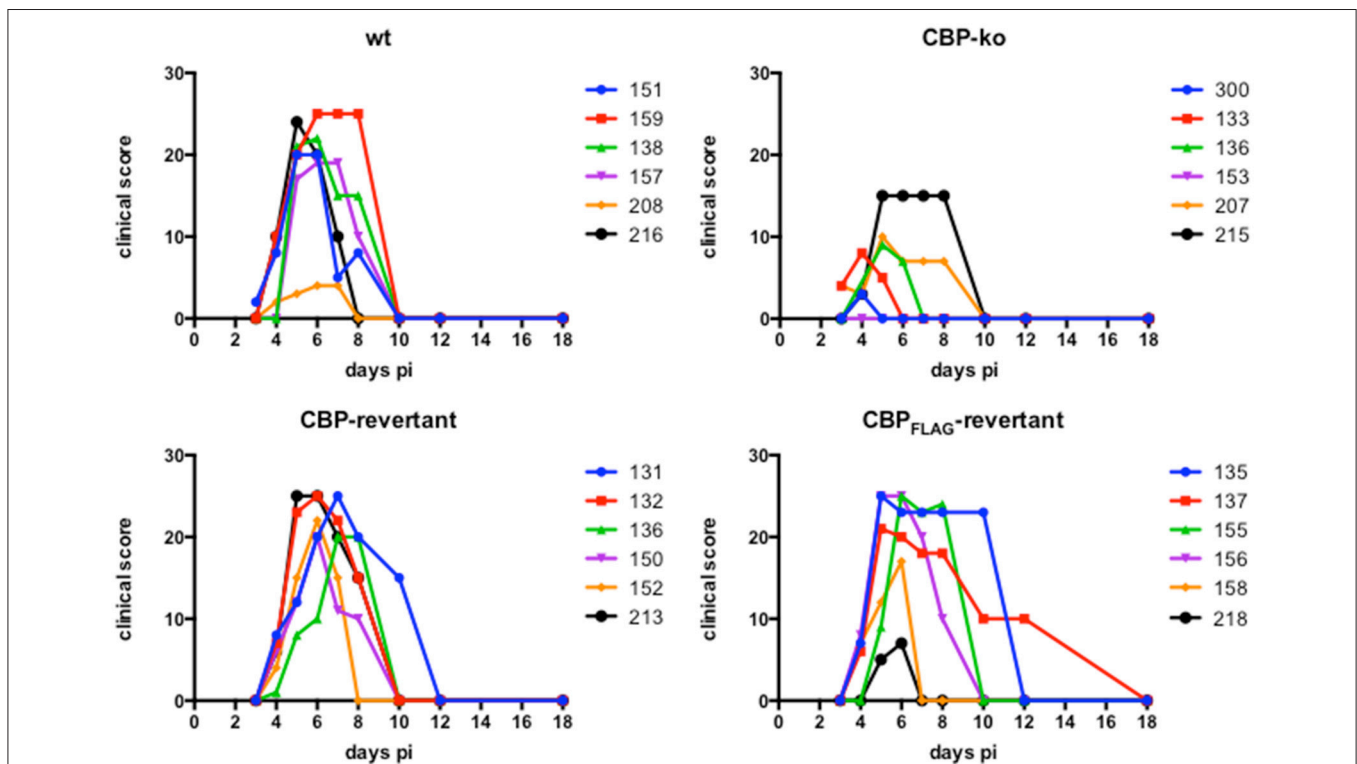 wt
30
20
10
0
clinical score
0 2 4 6 8 10 12 14 16 18
days pi
151
159
138
157
208
216
CBP-ko
30
20
10
0
clinical score
0 2 4 6 8 10 12 14 16 18
days pi
300
133
136
153
207
215
CBP-revertant
30
20
10
0
clinical score
0 2 4 6 8 10 12 14 16 18
days pi
131
132
136
150
152
213
CBPFLAG-revertant
30
20
10
0
clinical score
0 2 4 6 8 10 12 14 16 18
days pi
135
137
155
156
158
218